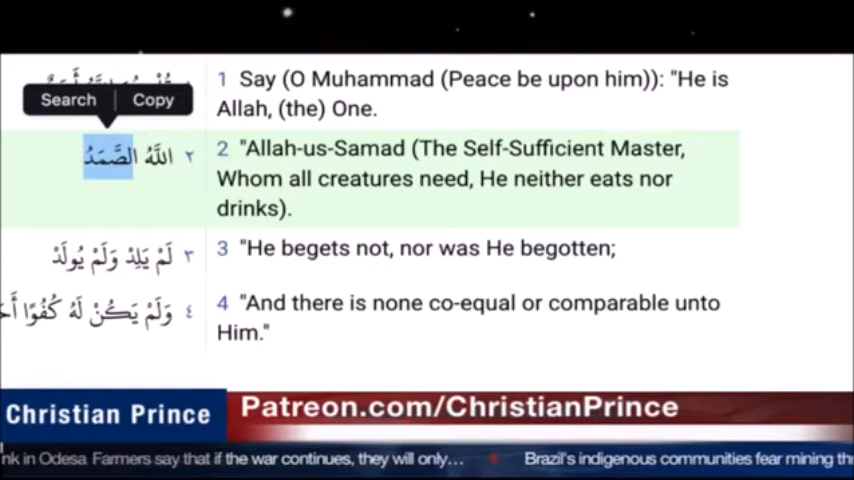 1 Say (O Muhammad (Peace be upon him)): "He is
Allah, (the) One.
Search Copy
٢ اللَّهُ الصَّمَدُ
2 "Allah-us-Samad (The Self-Sufficient Master,
Whom all creatures need, He neither eats nor
drinks).
٣ لَمْ يَلِدْ وَلَمْ يُولَدْ
3 "He begets not, nor was He begotten;
٤ وَلَمْ يَكُنْ لَهُ كُفُوًا
4 "And there is none co-equal or comparable unto
Him."
Christian Prince
Patreon.com/ChristianPrince
in Odesa Farmers say that if the war continues, they will only... Brazil's indigenous communities fear mining